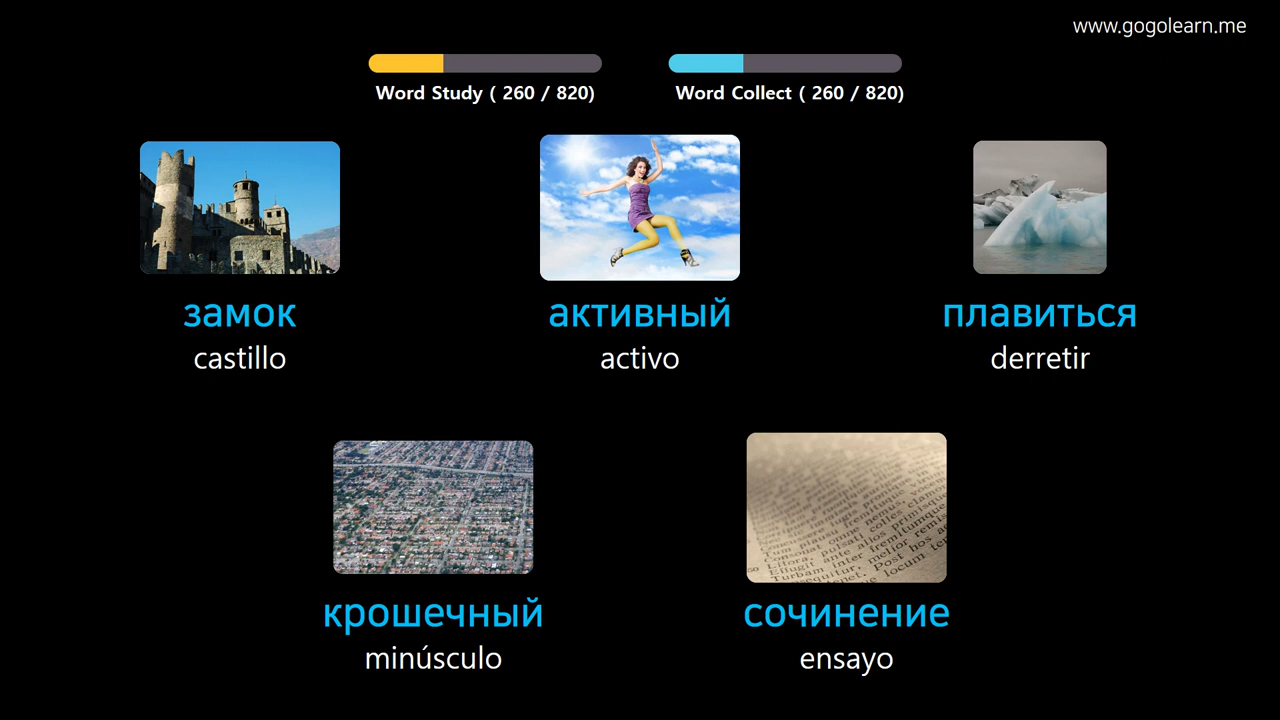 www.gogolearn.me
Word Study ( 260 / 820)
Word Collect ( 260 / 820)
замок
castillo
активный
activo
плавиться
derretir
крошечный
minúsculo
сочинение
ensayo